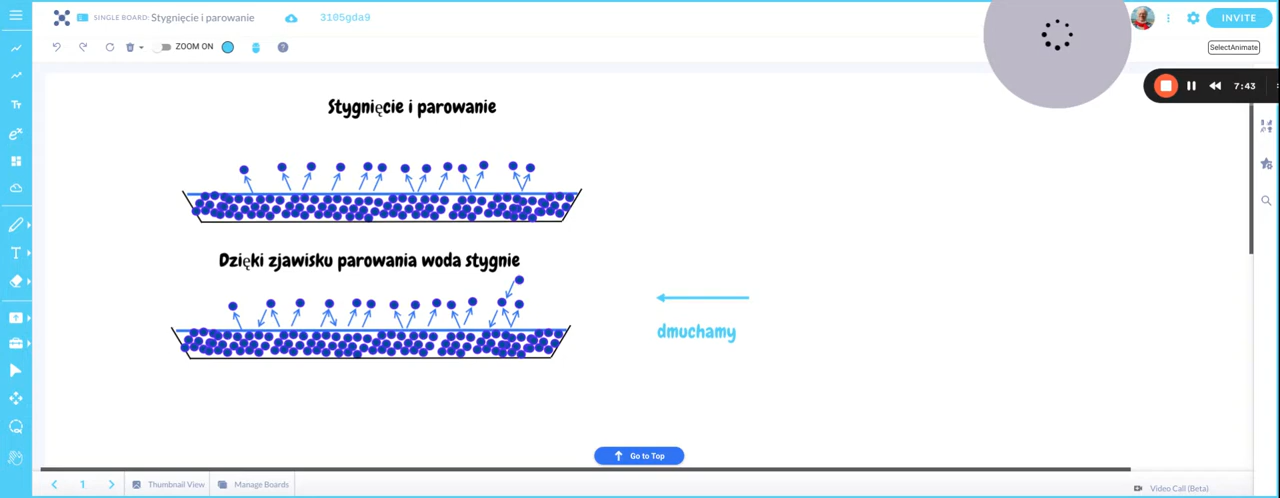 SINGLE BOARD: Stygnięcie i parowanie
3105gda9
INVITE
ZOOM ON
SelectAnimate
7:43
Stygnięcie i parowanie
Dzięki zjawisku parowania woda stygnie
dmuchamy
Go to Top
1
Thumbnail View
Manage Boards
Video Call (Beta)